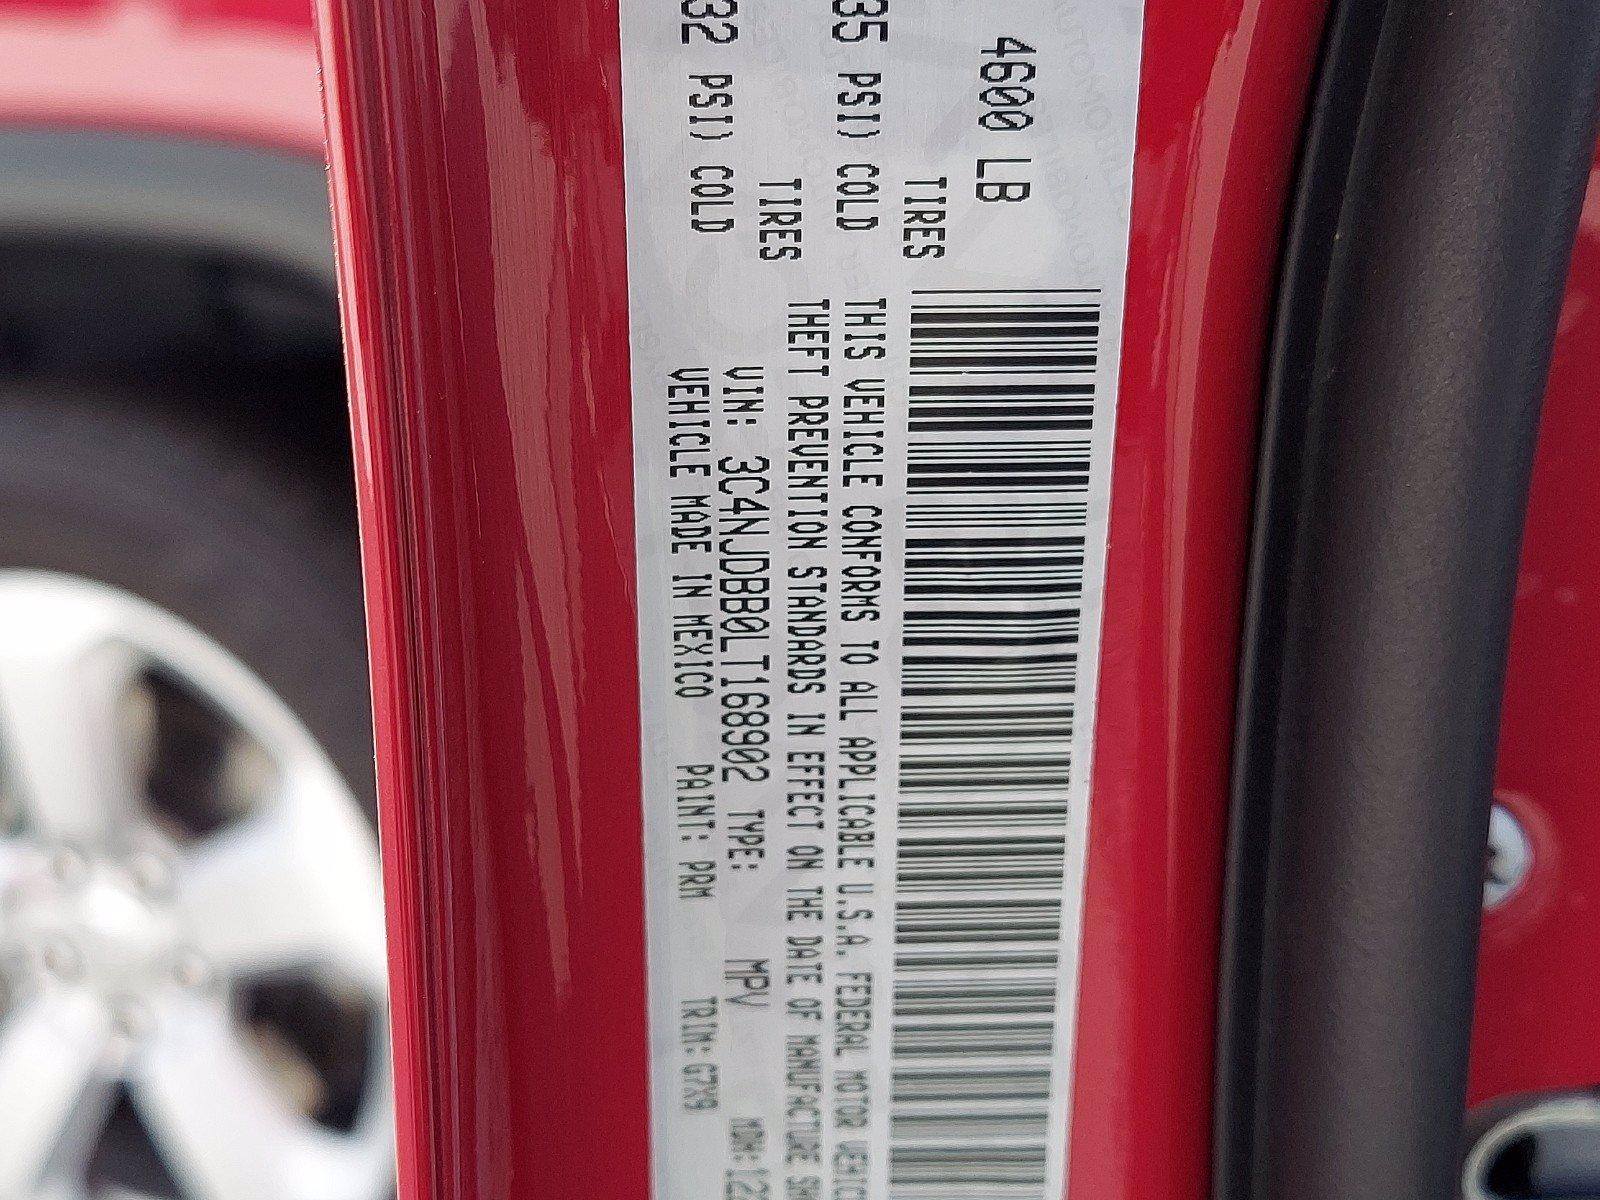 4600 LB
TIRES
35 PSI) COLD
TIRES
32 PSI) COLD
THIS VEHICLE CONFORMS TO ALL APPLICABLE U.S.A. FEDERAL MOTOR VEHIC
THEFT PREVENTION STANDARDS IN EFFECT ON THE DATE OF MANUFACTURE
VIN: 3C4NJDBB0LT168902 TYPE: MPV
VEHICLE MADE IN MEXICO PAINT: PRM TRIM: G7X9 MDH:12